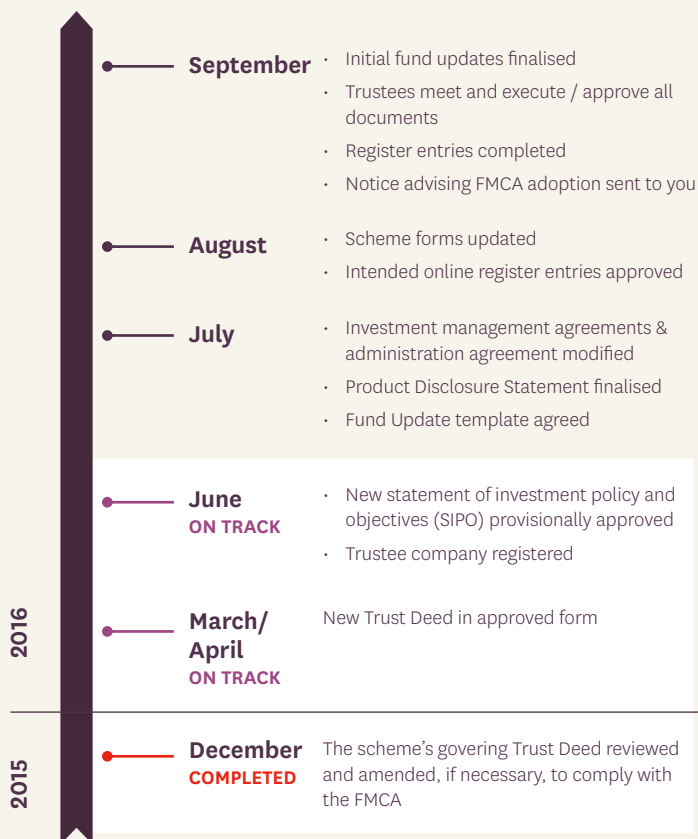 September
· Initial fund updates finalised
· Trustees meet and execute / approve all
documents
· Register entries completed
· Notice advising FMCA adoption sent to you
August
· Scheme forms updated
· Intended online register entries approved
July
· Investment management agreements &
administration agreement modified
· Product Disclosure Statement finalised
· Fund Update template agreed
June
ON TRACK
· New statement of investment policy and
objectives (SIPO) provisionally approved
· Trustee company registered
2016
March/
April
ON TRACK
New Trust Deed in approved form
2015
December
COMPLETED
The scheme's govering Trust Deed reviewed
and amended, if necessary, to comply with
the FMCA